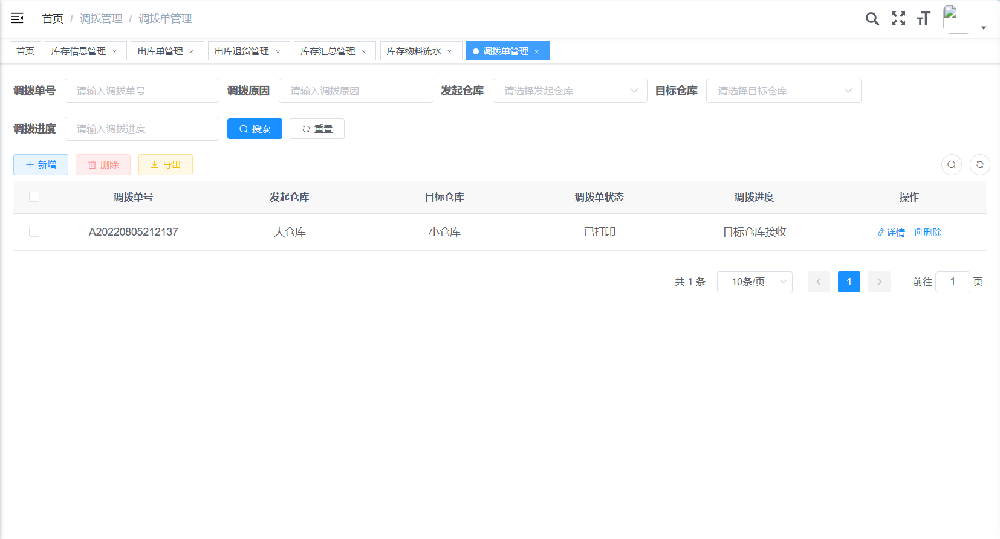 首页 / 调拨管理 / 调拨单管理
首页 库存信息管理 × 出库单管理 × 出库退货管理 × 库存汇总管理 × 库存物料流水 × 调拨单管理 ×
调拨单号 请输入调拨单号 调拨原因 请输入调拨原因 发起仓库 请选择发起仓库 目标仓库 请选择目标仓库
调拨进度 请输入调拨进度 搜索 重置
新增 删除 导出
调拨单号 发起仓库 目标仓库 调拨单状态 调拨进度 操作
A20220805212137 大仓库 小仓库 已打印 目标仓库接收 详情 删除
共 1 条 10条/页 1 前往 1 页